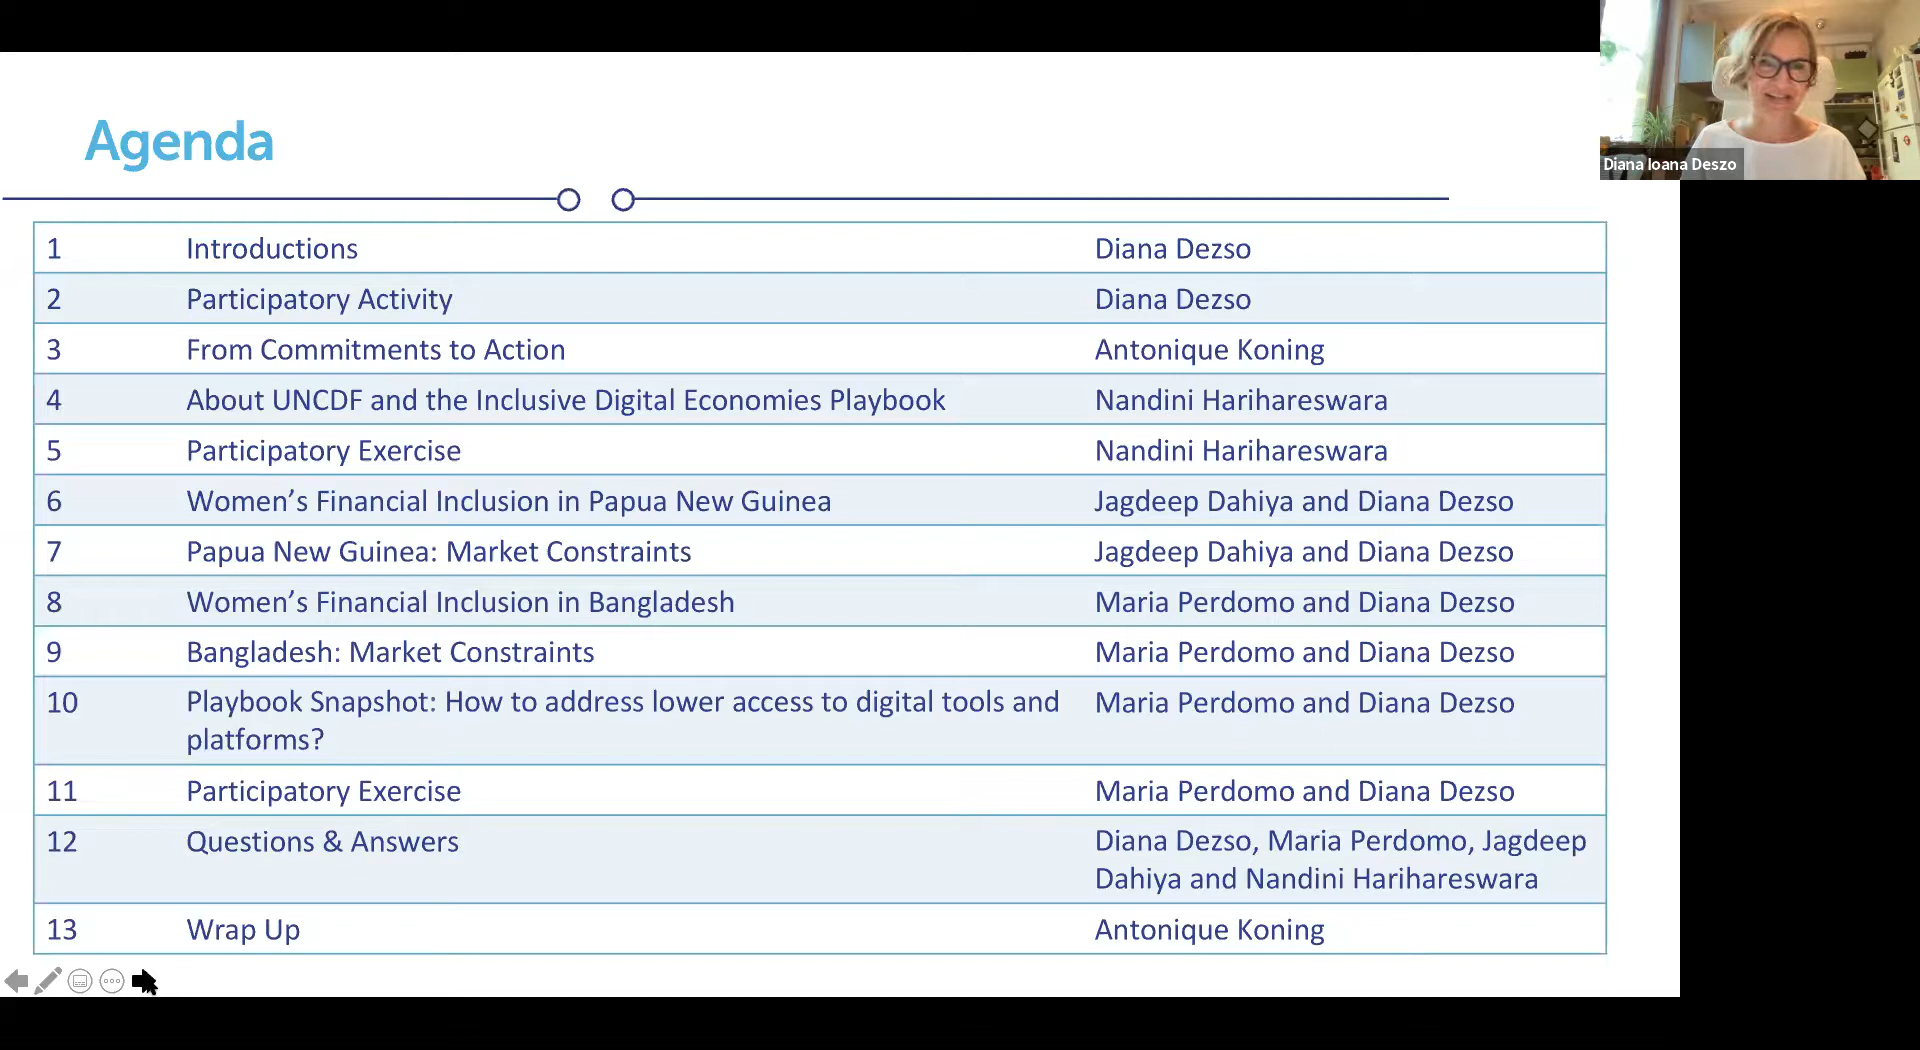 Agenda
Diana Ioana Deszo
1 Introductions Diana Dezso
2 Participatory Activity Diana Dezso
3 From Commitments to Action Antonique Koning
4 About UNCDF and the Inclusive Digital Economies Playbook Nandini Harihareswara
5 Participatory Exercise Nandini Harihareswara
6 Women’s Financial Inclusion in Papua New Guinea Jagdeep Dahiya and Diana Dezso
7 Papua New Guinea: Market Constraints Jagdeep Dahiya and Diana Dezso
8 Women’s Financial Inclusion in Bangladesh Maria Perdomo and Diana Dezso
9 Bangladesh: Market Constraints Maria Perdomo and Diana Dezso
10 Playbook Snapshot: How to address lower access to digital tools and Maria Perdomo and Diana Dezso
platforms?
11 Participatory Exercise Maria Perdomo and Diana Dezso
12 Questions & Answers Diana Dezso, Maria Perdomo, Jagdeep
Dahiya and Nandini Harihareswara
13 Wrap Up Antonique Koning